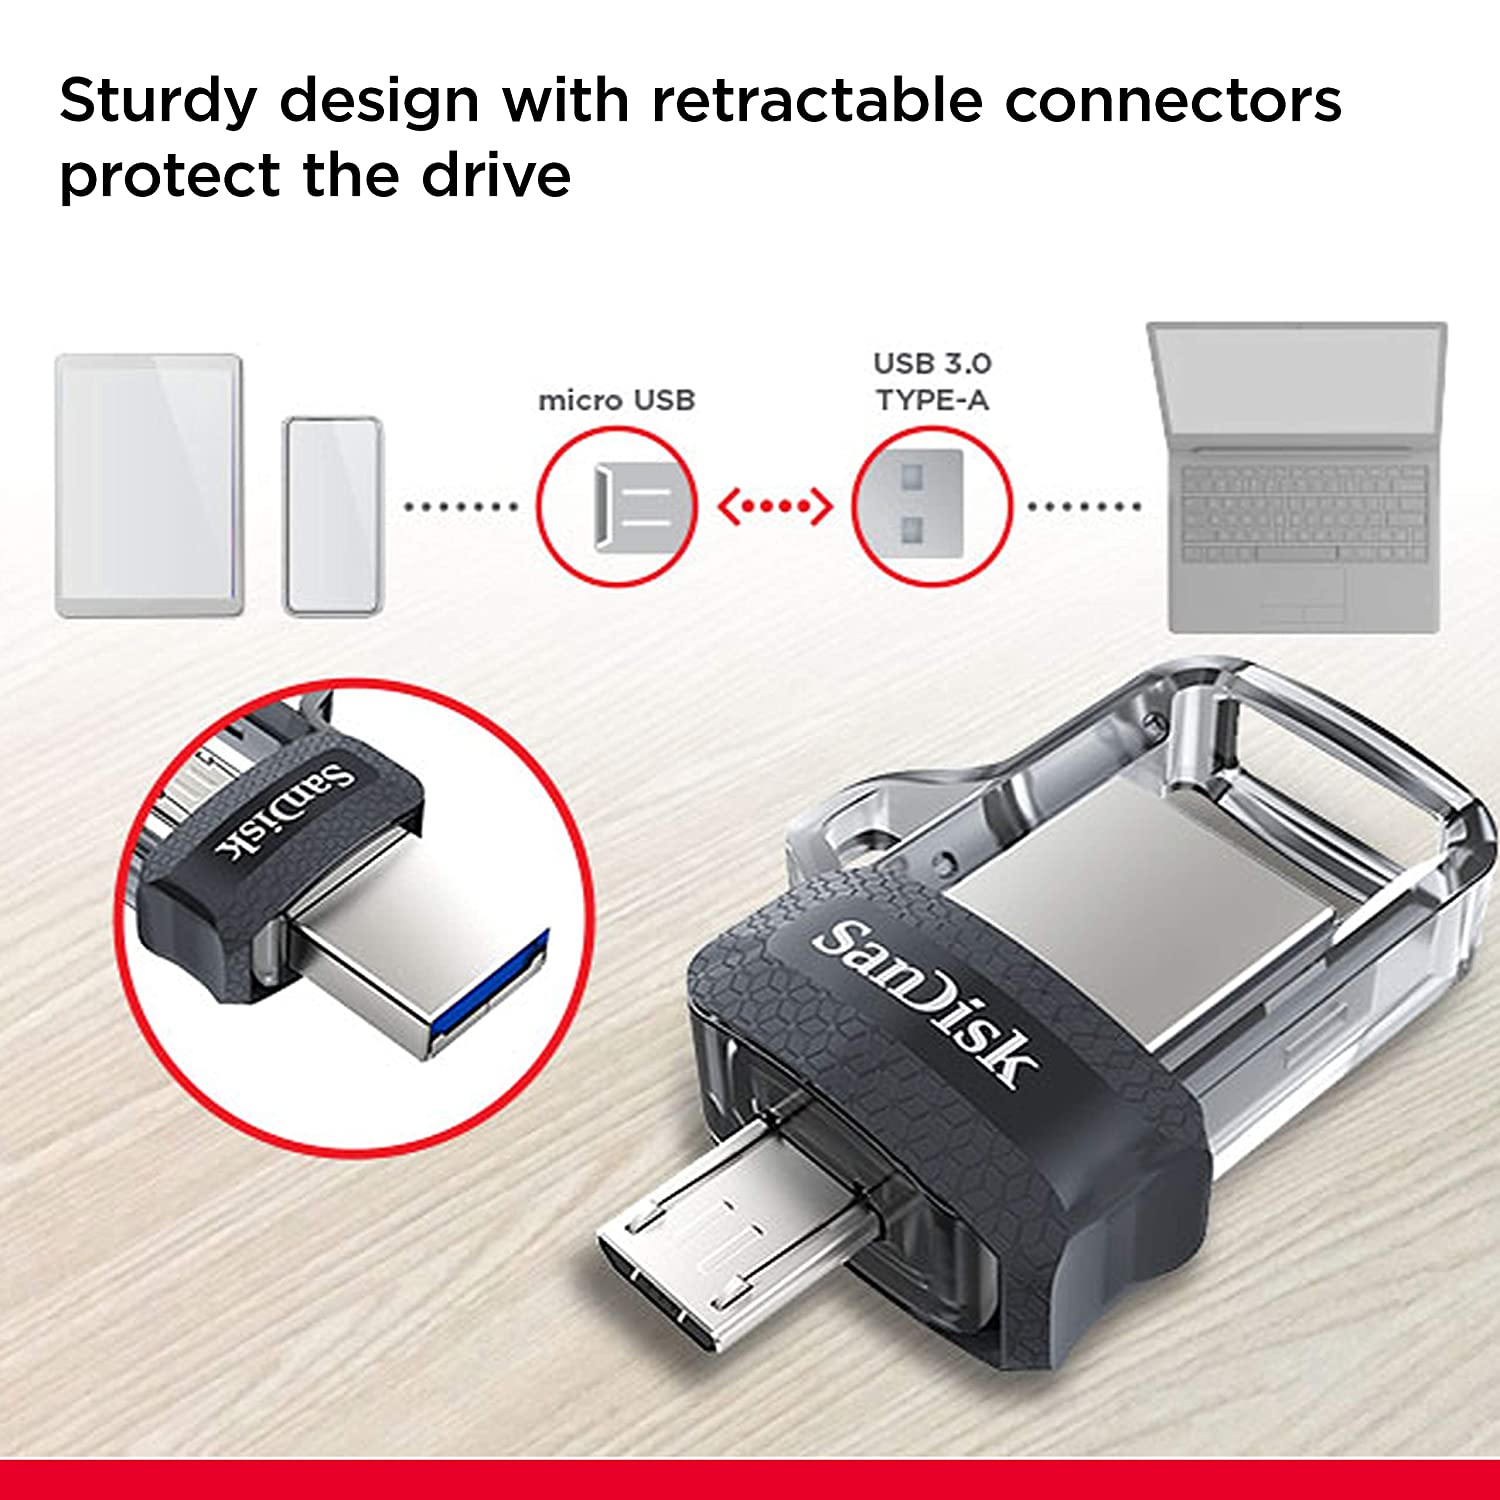 Sturdy design with retractable connectors
protect the drive
micro USB
USB 3.0
TYPE-A
SanDisk
SanDisk